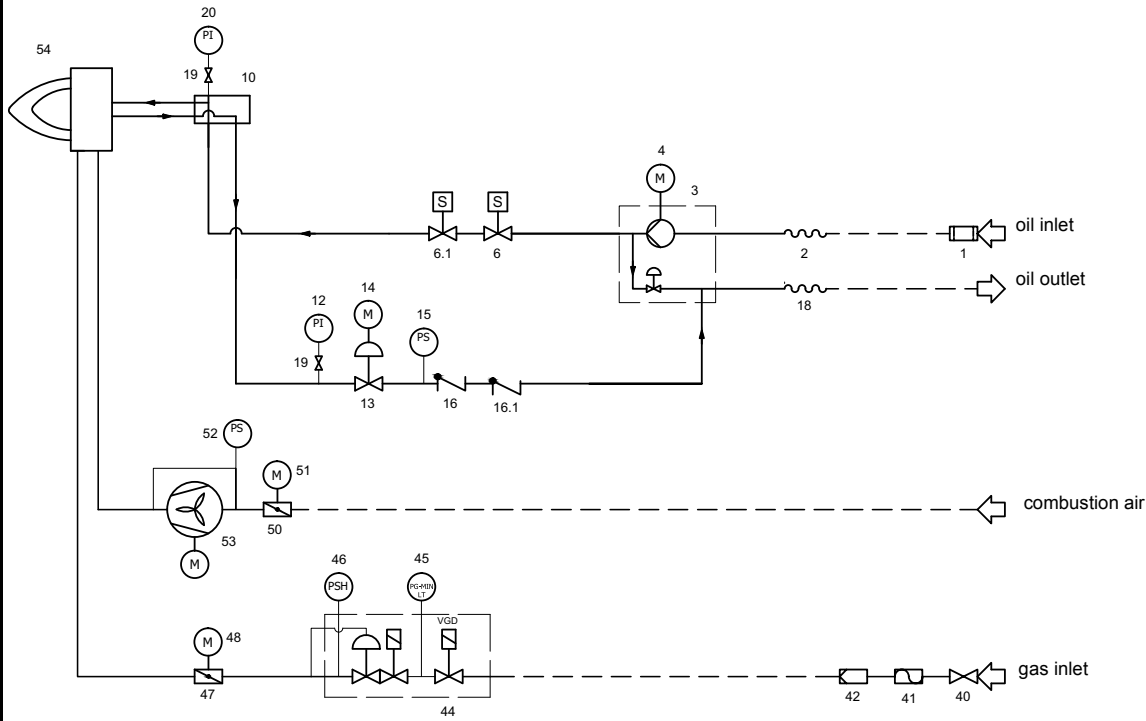 20
PI
54
19
10
4
M
3
S
S
oil inlet
6.1
6
2
1
oil outlet
14
12
M
15
18
PI
PS
19
13
16
16.1
52
PS
M
51
combustion air
50
53
M
46
45
PSH
PG-MIN
LT
VGD
M
48
gas inlet
47
42
41
40
44